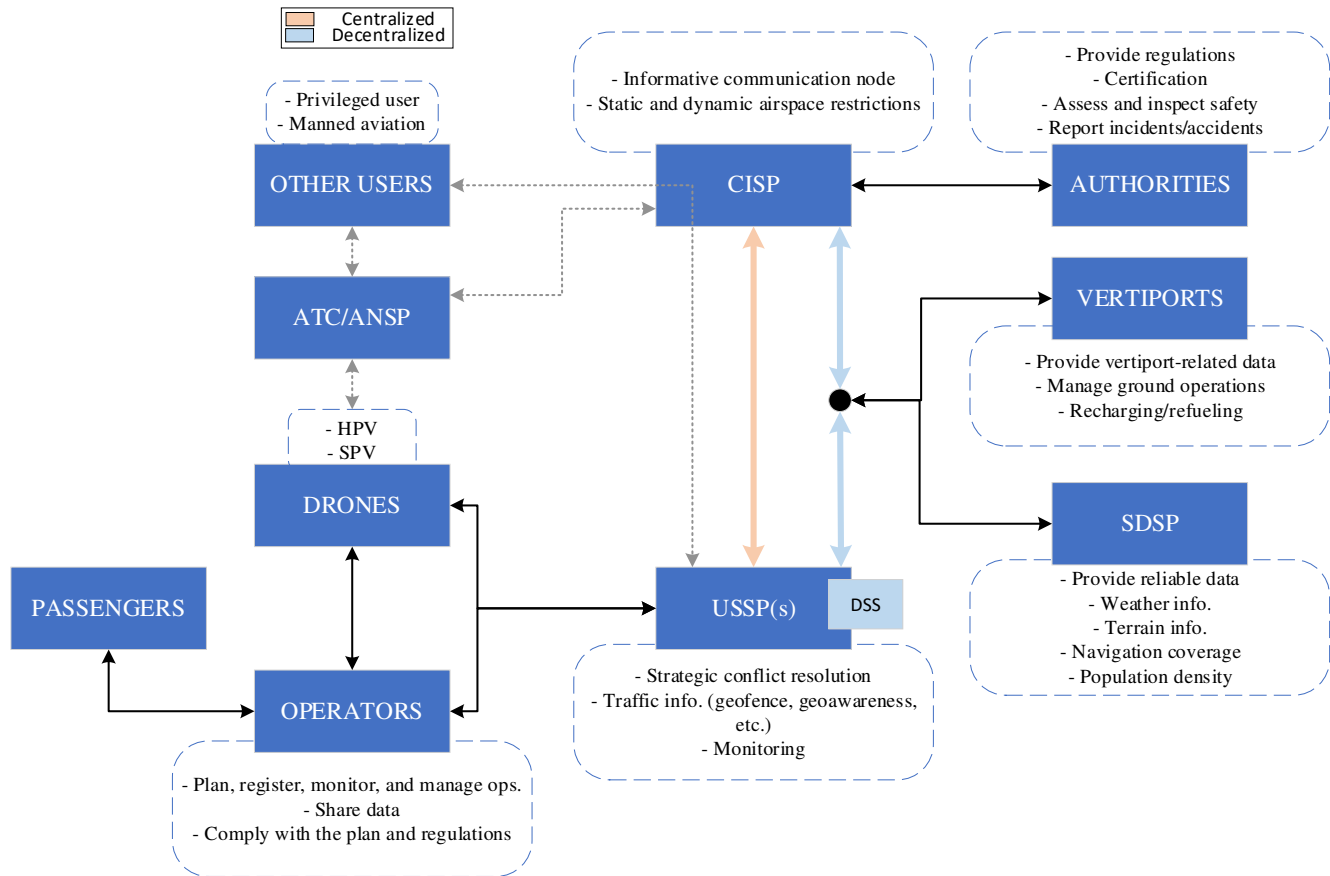 Centralized
Decentralized
- Privileged user
- Manned aviation
OTHER USERS
ATC/ANSP
- HPV
- SPV
DRONES
PASSENGERS
OPERATORS
- Plan, register, monitor, and manage ops.
- Share data
- Comply with the plan and regulations
- Informative communication node
- Static and dynamic airspace restrictions
CISP
USSP(s)
DSS
- Strategic conflict resolution
- Traffic info. (geofence, geoawareness,
etc.)
- Monitoring
- Provide regulations
- Certification
- Assess and inspect safety
- Report incidents/accidents
AUTHORITIES
VERTIPORTS
- Provide vertiport-related data
- Manage ground operations
- Recharging/refueling
SDSP
- Provide reliable data
- Weather info.
- Terrain info.
- Navigation coverage
- Population density